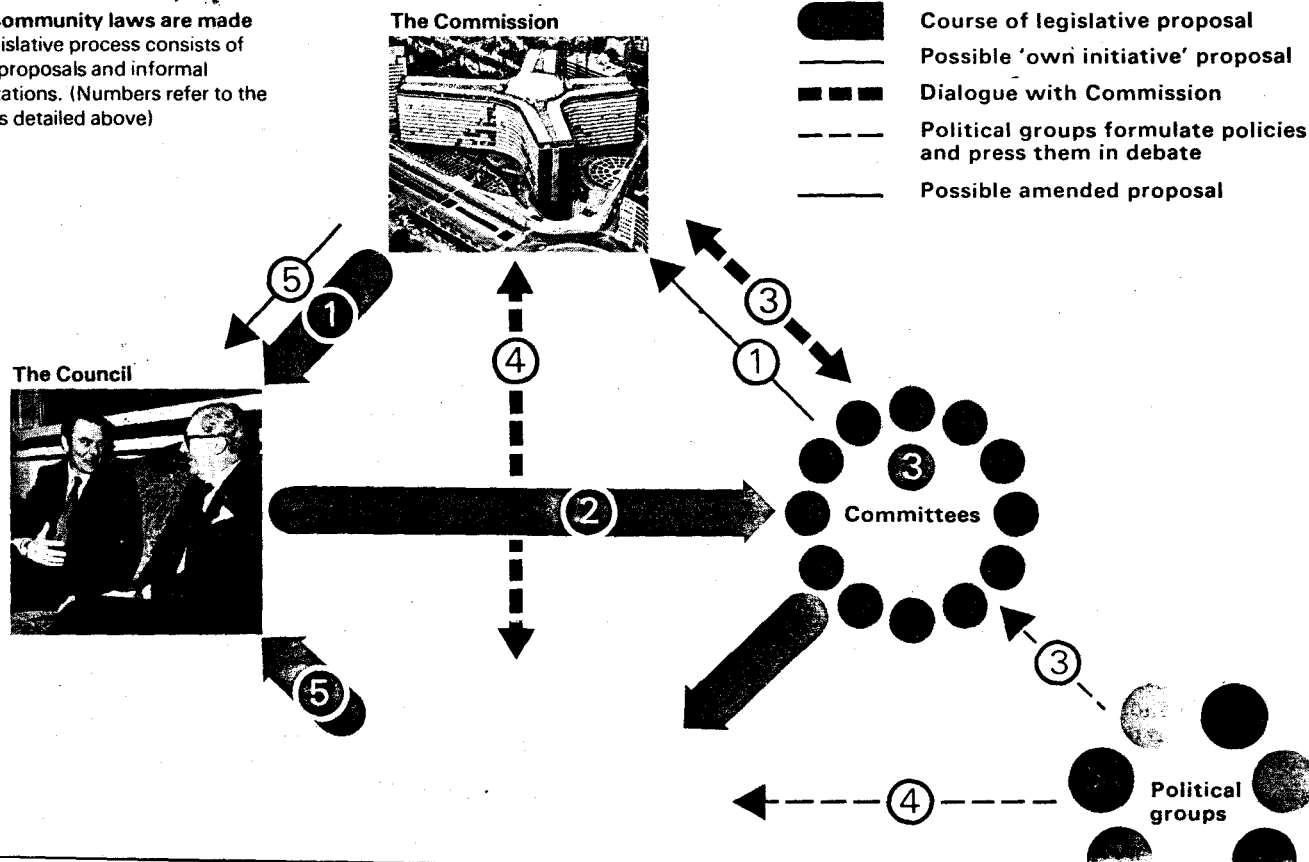 ommunity laws are made
islative process consists of
proposals and informal
tations. (Numbers refer to the
s detailed above)
The Commission
Course of legislative proposal
Possible 'own initiative' proposal
Dialogue with Commission
Political groups formulate policies
and press them in debate
Possible amended proposal
5
1
3
4
1
The Council
3
2
Committees
5
3
4
Political
groups